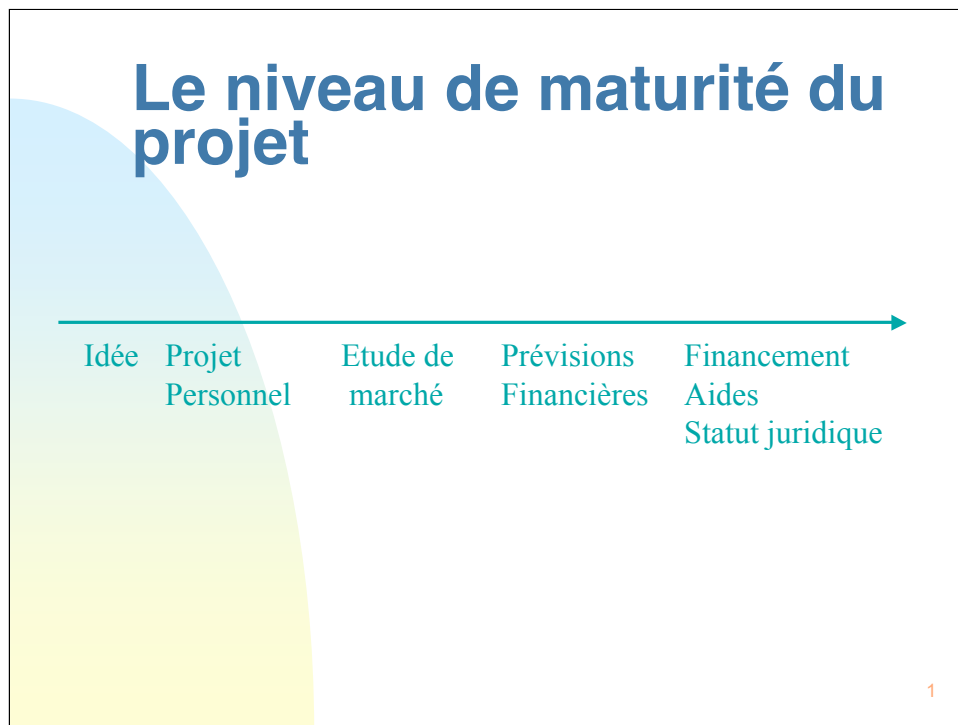 Le niveau de maturité du
projet
Idée Projet Etude de Prévisions Financement
Personnel marché Financières Aides
Statut juridique
1